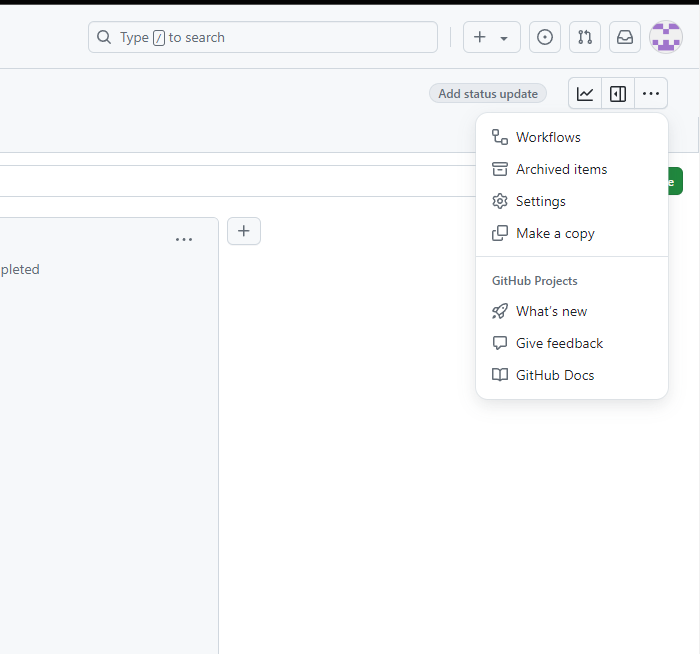 Type / to search
Add status update
Workflows
Archived items
Settings
Make a copy
GitHub Projects
What's new
Give feedback
GitHub Docs
e
pleted